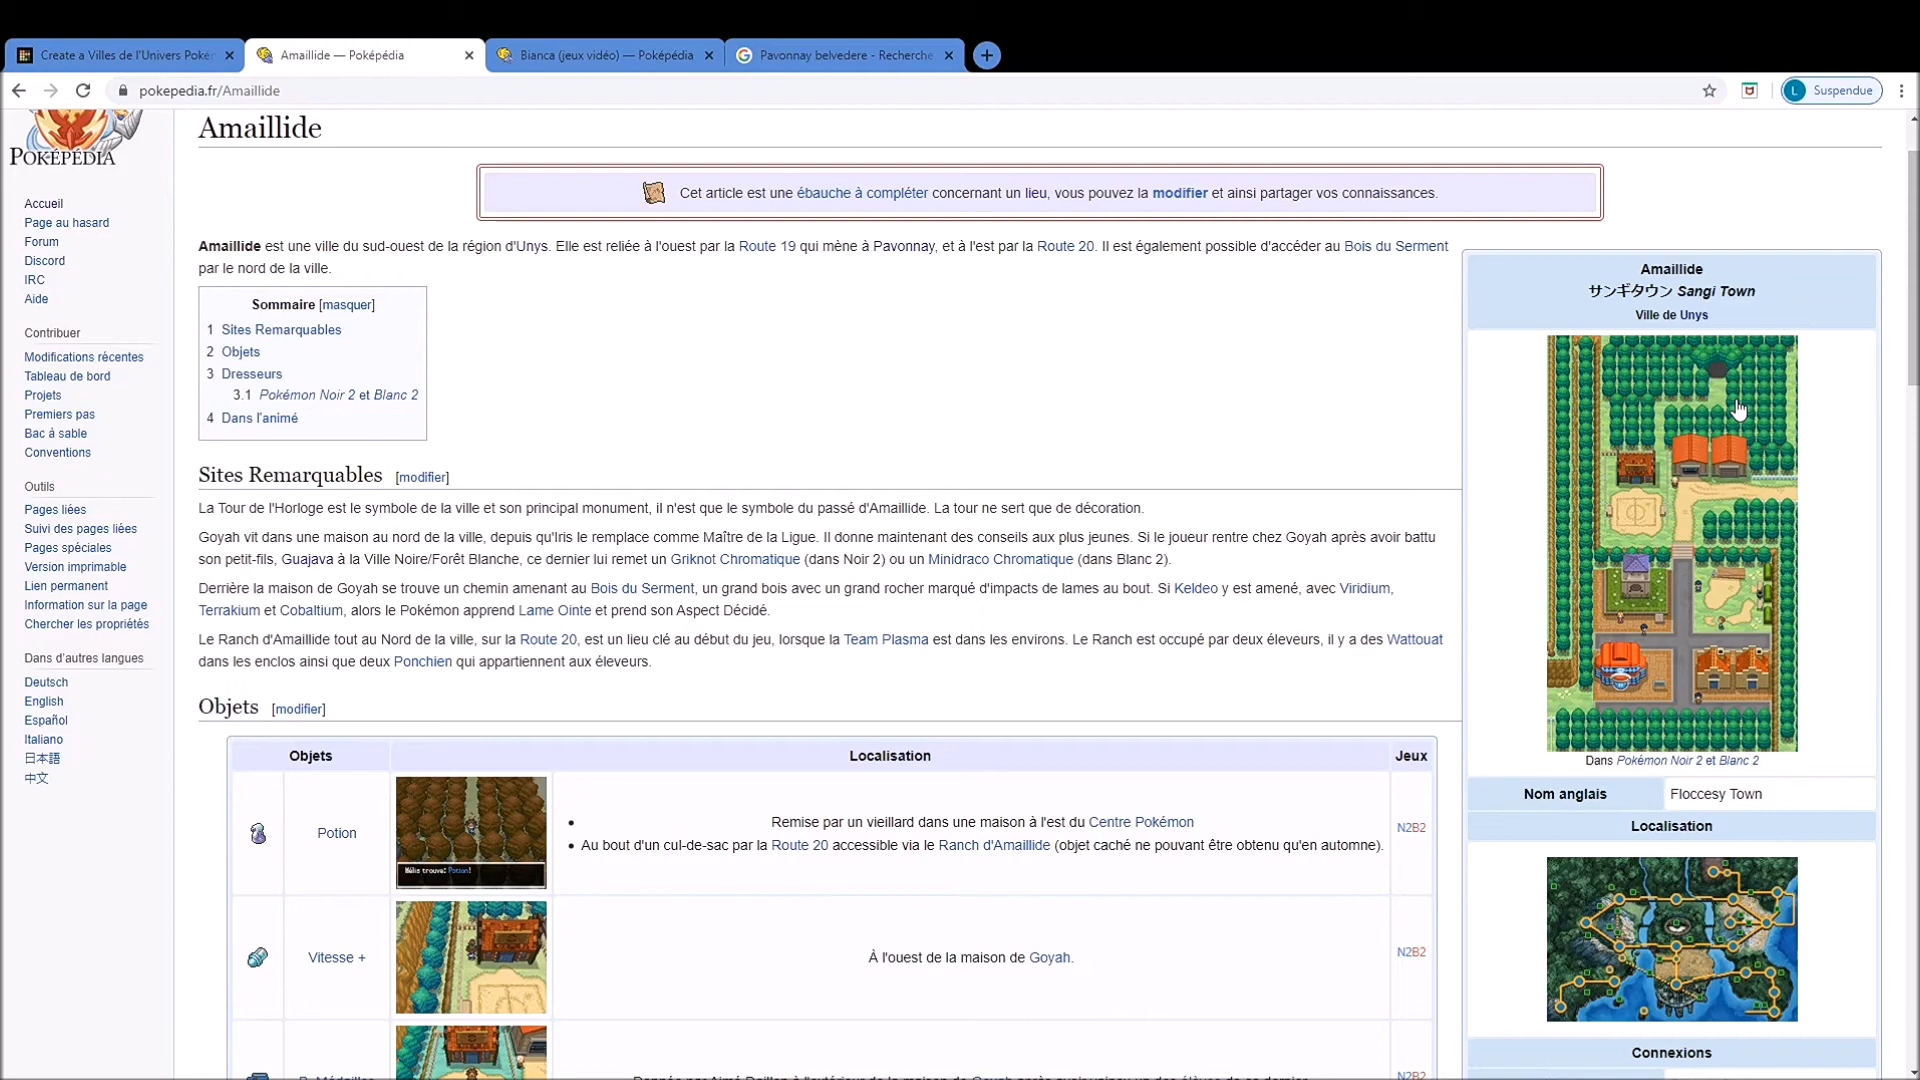 Create a Villes de l'Univers Poké
Amaillide — Poképédia
Bianca (jeux vidéo) — Poképédia
Pavonnay belvedere - Recherche
pokepedia.fr/Amaillide
L Suspendue
POKÉPÉDIA
Accueil
Page au hasard
Forum
Discord
IRC
Aide
Contribuer
Modifications récentes
Tableau de bord
Projets
Premiers pas
Bac à sable
Conventions
Outils
Pages liées
Suivi des pages liées
Pages spéciales
Version imprimable
Lien permanent
Information sur la page
Chercher les propriétés
Dans d'autres langues
Deutsch
English
Español
Italiano
日本語
中文
Amaillide
Cet article est une ébauche à compléter concernant un lieu, vous pouvez la modifier et ainsi partager vos connaissances.
Amaillide est une ville du sud-ouest de la région d'Unys. Elle est reliée à l'ouest par la Route 19 qui mène à Pavonnay, et à l'est par la Route 20. Il est également possible d'accéder au Bois du Serment
par le nord de la ville.
Sommaire [masquer]
1 Sites Remarquables
2 Objets
3 Dresseurs
3.1 Pokémon Noir 2 et Blanc 2
4 Dans l'animé
Sites Remarquables [modifier]
La Tour de l'Horloge est le symbole de la ville et son principal monument, il n'est que le symbole du passé d'Amaillide. La tour ne sert que de décoration.
Goyah vit dans une maison au nord de la ville, depuis qu'Iris le remplace comme Maître de la Ligue. Il donne maintenant des conseils aux plus jeunes. Si le joueur rentre chez Goyah après avoir battu
son petit-fils, Guajava à la Ville Noire/Forêt Blanche, ce dernier lui remet un Griknot Chromatique (dans Noir 2) ou un Minidraco Chromatique (dans Blanc 2).
Derrière la maison de Goyah se trouve un chemin amenant au Bois du Serment, un grand bois avec un grand rocher marqué d'impacts de lames au bout. Si Keldeo y est amené, avec Viridium,
Terrakium et Cobaltium, alors le Pokémon apprend Lame Ointe et prend son Aspect Décidé.
Le Ranch d'Amaillide tout au Nord de la ville, sur la Route 20, est un lieu clé au début du jeu, lorsque la Team Plasma est dans les environs. Le Ranch est occupé par deux éleveurs, il y a des Wattouat
dans les enclos ainsi que deux Ponchien qui appartiennent aux éleveurs.
Objets [modifier]
Objets Localisation Jeux
Potion
Mélis trouve: Potion!
• Remise par un vieillard dans une maison à l'est du Centre Pokémon
• Au bout d'un cul-de-sac par la Route 20 accessible via le Ranch d'Amaillide (objet caché ne pouvant être obtenu qu'en automne).
N2B2
Vitesse +
À l'ouest de la maison de Goyah.
N2B2
N2B2
Amaillide
サンギタウン Sangi Town
Ville de Unys
Dans Pokémon Noir 2 et Blanc 2
Nom anglais Floccesy Town
Localisation
Connexions